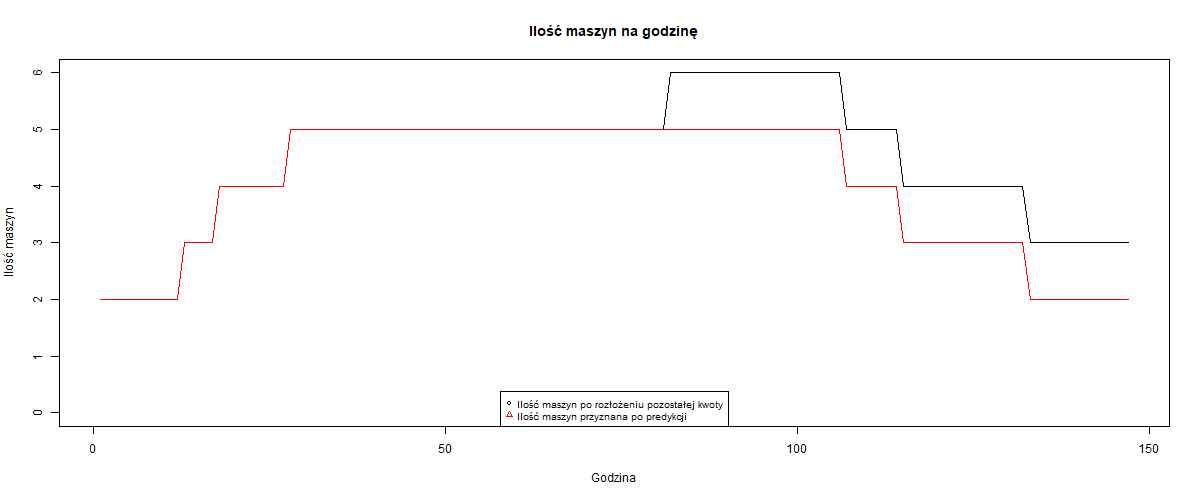 Ilość maszyn na godzinę
Ilość maszyn
6
5
4
3
2
1
0
Ilość maszyn po rozłożeniu pozostałej kwoty
Ilość maszyn przyznana po predykcji
0 50 100 150
Godzina